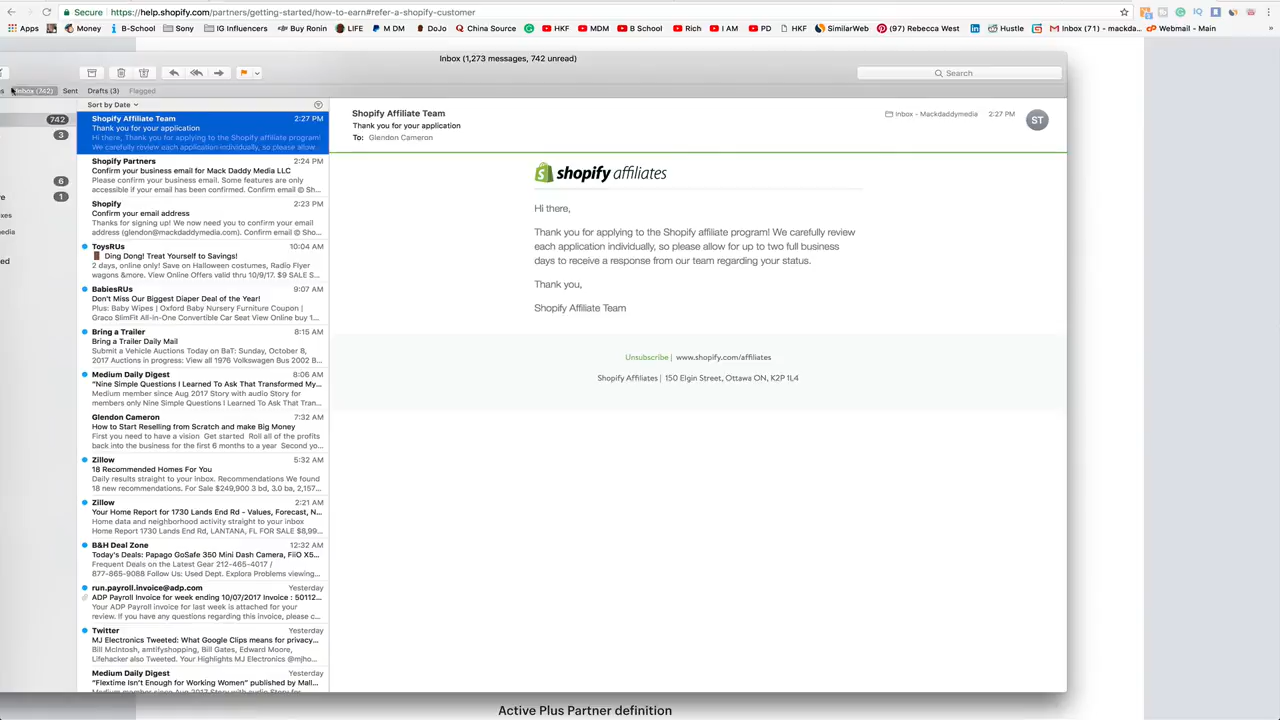 Secure https://help.shopify.com/partners/getting-started/how-to-earn#refer-a-shopify-customer
Apps Money B-School Sony IG Influencers Buy Ronin LIFE M DM DoJo China Source HKF MDM B School Rich I AM PD HKF SimilarWeb (97) Rebecca West Hustle Inbox (71) - mackda... Webmail - Main »
Inbox (1,273 messages, 742 unread)
Search
Inbox (742) Sent Drafts (3) Flagged
Sort by Date
742
3
6
1
Shopify Affiliate Team 2:27 PM
Thank you for your application
Hi there, Thank you for applying to the Shopify affiliate program!
We carefully review each application individually, so please allow...
Shopify Partners 2:24 PM
Confirm your business email for Mack Daddy Media LLC
Please confirm your business email. Some features are only
accessible if your email has been confirmed. Confirm email © Sh...
Shopify 2:23 PM
Confirm your email address
Thanks for signing up! We now need you to confirm your email
address (glendon@mackdaddymedia.com). Confirm email © Sho...
ToysRUs 10:04 AM
Ding Dong! Treat Yourself to Savings!
2 days, online only! Save on Halloween costumes, Radio Flyer
wagons &more. View Online Offers valid thru 10/9/17. $9 SALE S...
BabiesRUs 9:07 AM
Don't Miss Our Biggest Diaper Deal of the Year!
Plus: Baby Wipes | Oxford Baby Nursery Furniture Coupon |
Graco SlimFit All-in-One Convertible Car Seat View Online buy 1...
Bring a Trailer 8:15 AM
Bring a Trailer Daily Mail
Submit a Vehicle Auctions Today on BaT: Sunday, October 8,
2017 Auctions in progress: View all 1976 Volkswagen Bus 2002 B...
Medium Daily Digest 8:06 AM
"Nine Simple Questions I Learned To Ask That Transformed My...
Medium member since Aug 2017 Story with audio Story for
members only Nine Simple Questions I Learned To Ask That Tran...
Glendon Cameron 7:32 AM
How to Start Reselling from Scratch and make Big Money
First you need to have a vision Get started Roll all of the profits
back into the business for the first 6 months to a year Second yo...
Zillow 5:32 AM
18 Recommended Homes For You
Daily results straight to your inbox. Recommendations We found
18 new recommendations. For Sale $249,900 3 bd, 3.0 ba, 2,157...
Zillow 2:21 AM
Your Home Report for 1730 Lands End Rd - Values, Forecast, N...
Home data and neighborhood activity straight to your inbox
Home Report 1730 Lands End Rd, LANTANA, FL FOR SALE $8,99...
B&H Deal Zone 12:32 AM
Today's Deals: Papago GoSafe 350 Mini Dash Camera, FiiO X5...
Frequent Deals on the Latest Gear 212-465-4017 /
877-865-9088 Follow Us: Used Dept. Explora Problems viewing...
run.payroll.invoice@adp.com Yesterday
ADP Payroll Invoice for week ending 10/07/2017 Invoice : 50112...
Your ADP Payroll invoice for last week is attached for your
review. If you have any questions regarding this invoice, please c...
Twitter Yesterday
MJ Electronics Tweeted: What Google Clips means for privacy...
Bill McIntosh, amtifyshopping, Bill Gates, Edward Moore,
Lifehacker also Tweeted. Your Highlights MJ Electronics @mjho...
Medium Daily Digest Yesterday
"Flextime Isn't Enough for Working Women" published by Mall...
Medium member since Aug 2017 Story with audio Story for
Shopify Affiliate Team
Thank you for your application
To: Glendon Cameron
Inbox - Mackdaddymedia 2:27 PM
ST
shopify affiliates
Hi there,
Thank you for applying to the Shopify affiliate program! We carefully review
each application individually, so please allow for up to two full business
days to receive a response from our team regarding your status.
Thank you,
Shopify Affiliate Team
Unsubscribe | www.shopify.com/affiliates
Shopify Affiliates | 150 Elgin Street, Ottawa ON, K2P 1L4
Active Plus Partner definition